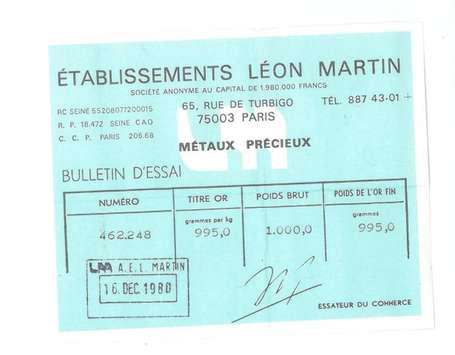 ÉTABLISSEMENTS LÉON MARTIN
SOCIÉTÉ ANONYME AU CAPITAL DE 1.980.000 FRANCS
RC SEINE 55208077200015
65, RUE DE TURBIGO
TÉL. 887 43-01 +
R. P. 18.472 SEINE CAO
75003 PARIS
C. C. P. PARIS 206.68
MÉTAUX PRÉCIEUX
BULLETIN D'ESSAI
NUMÉRO TITRE OR POIDS BRUT POIDS DE L'OR FIN
grammes par kg grammes
462.248 995,0 1.000,0 995,0
LM A.E.L. MARTIN
16 DEC. 1980
ESSAYEUR DU COMMERCE